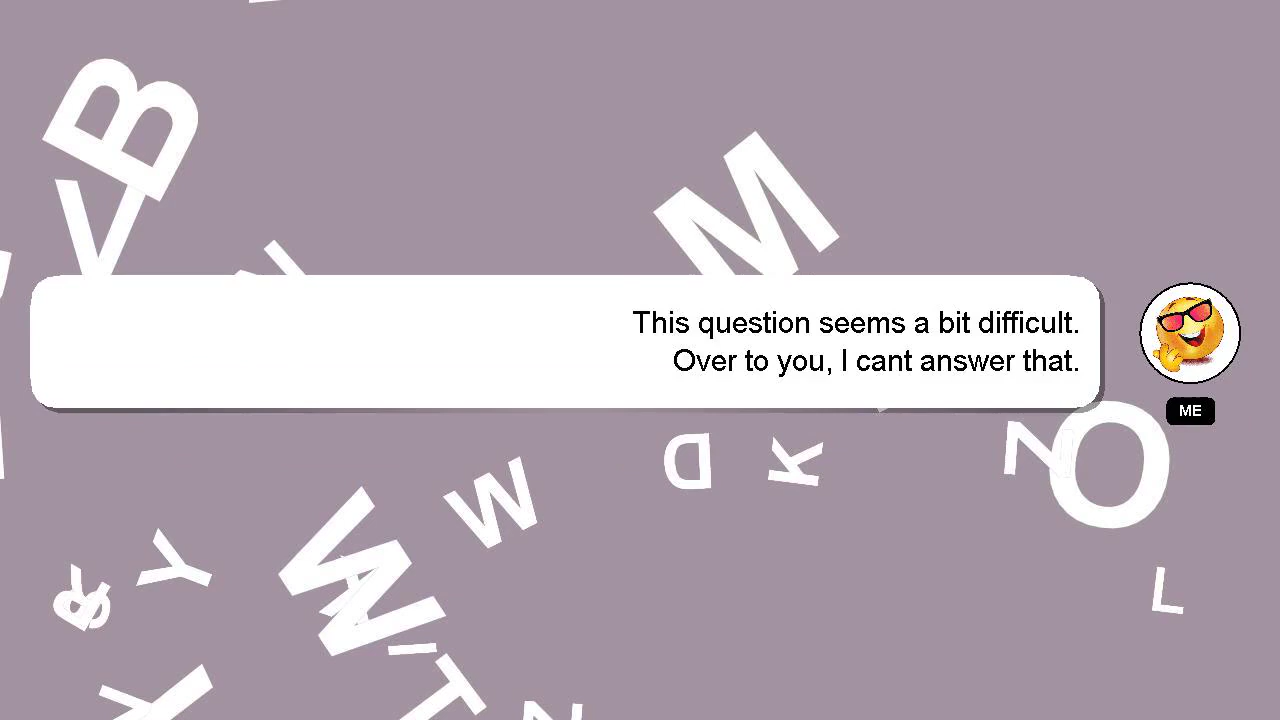 This question seems a bit difficult.
Over to you, I cant answer that.
ME
B
V
M
W
D
K
N
O
Y
R
W
L
T